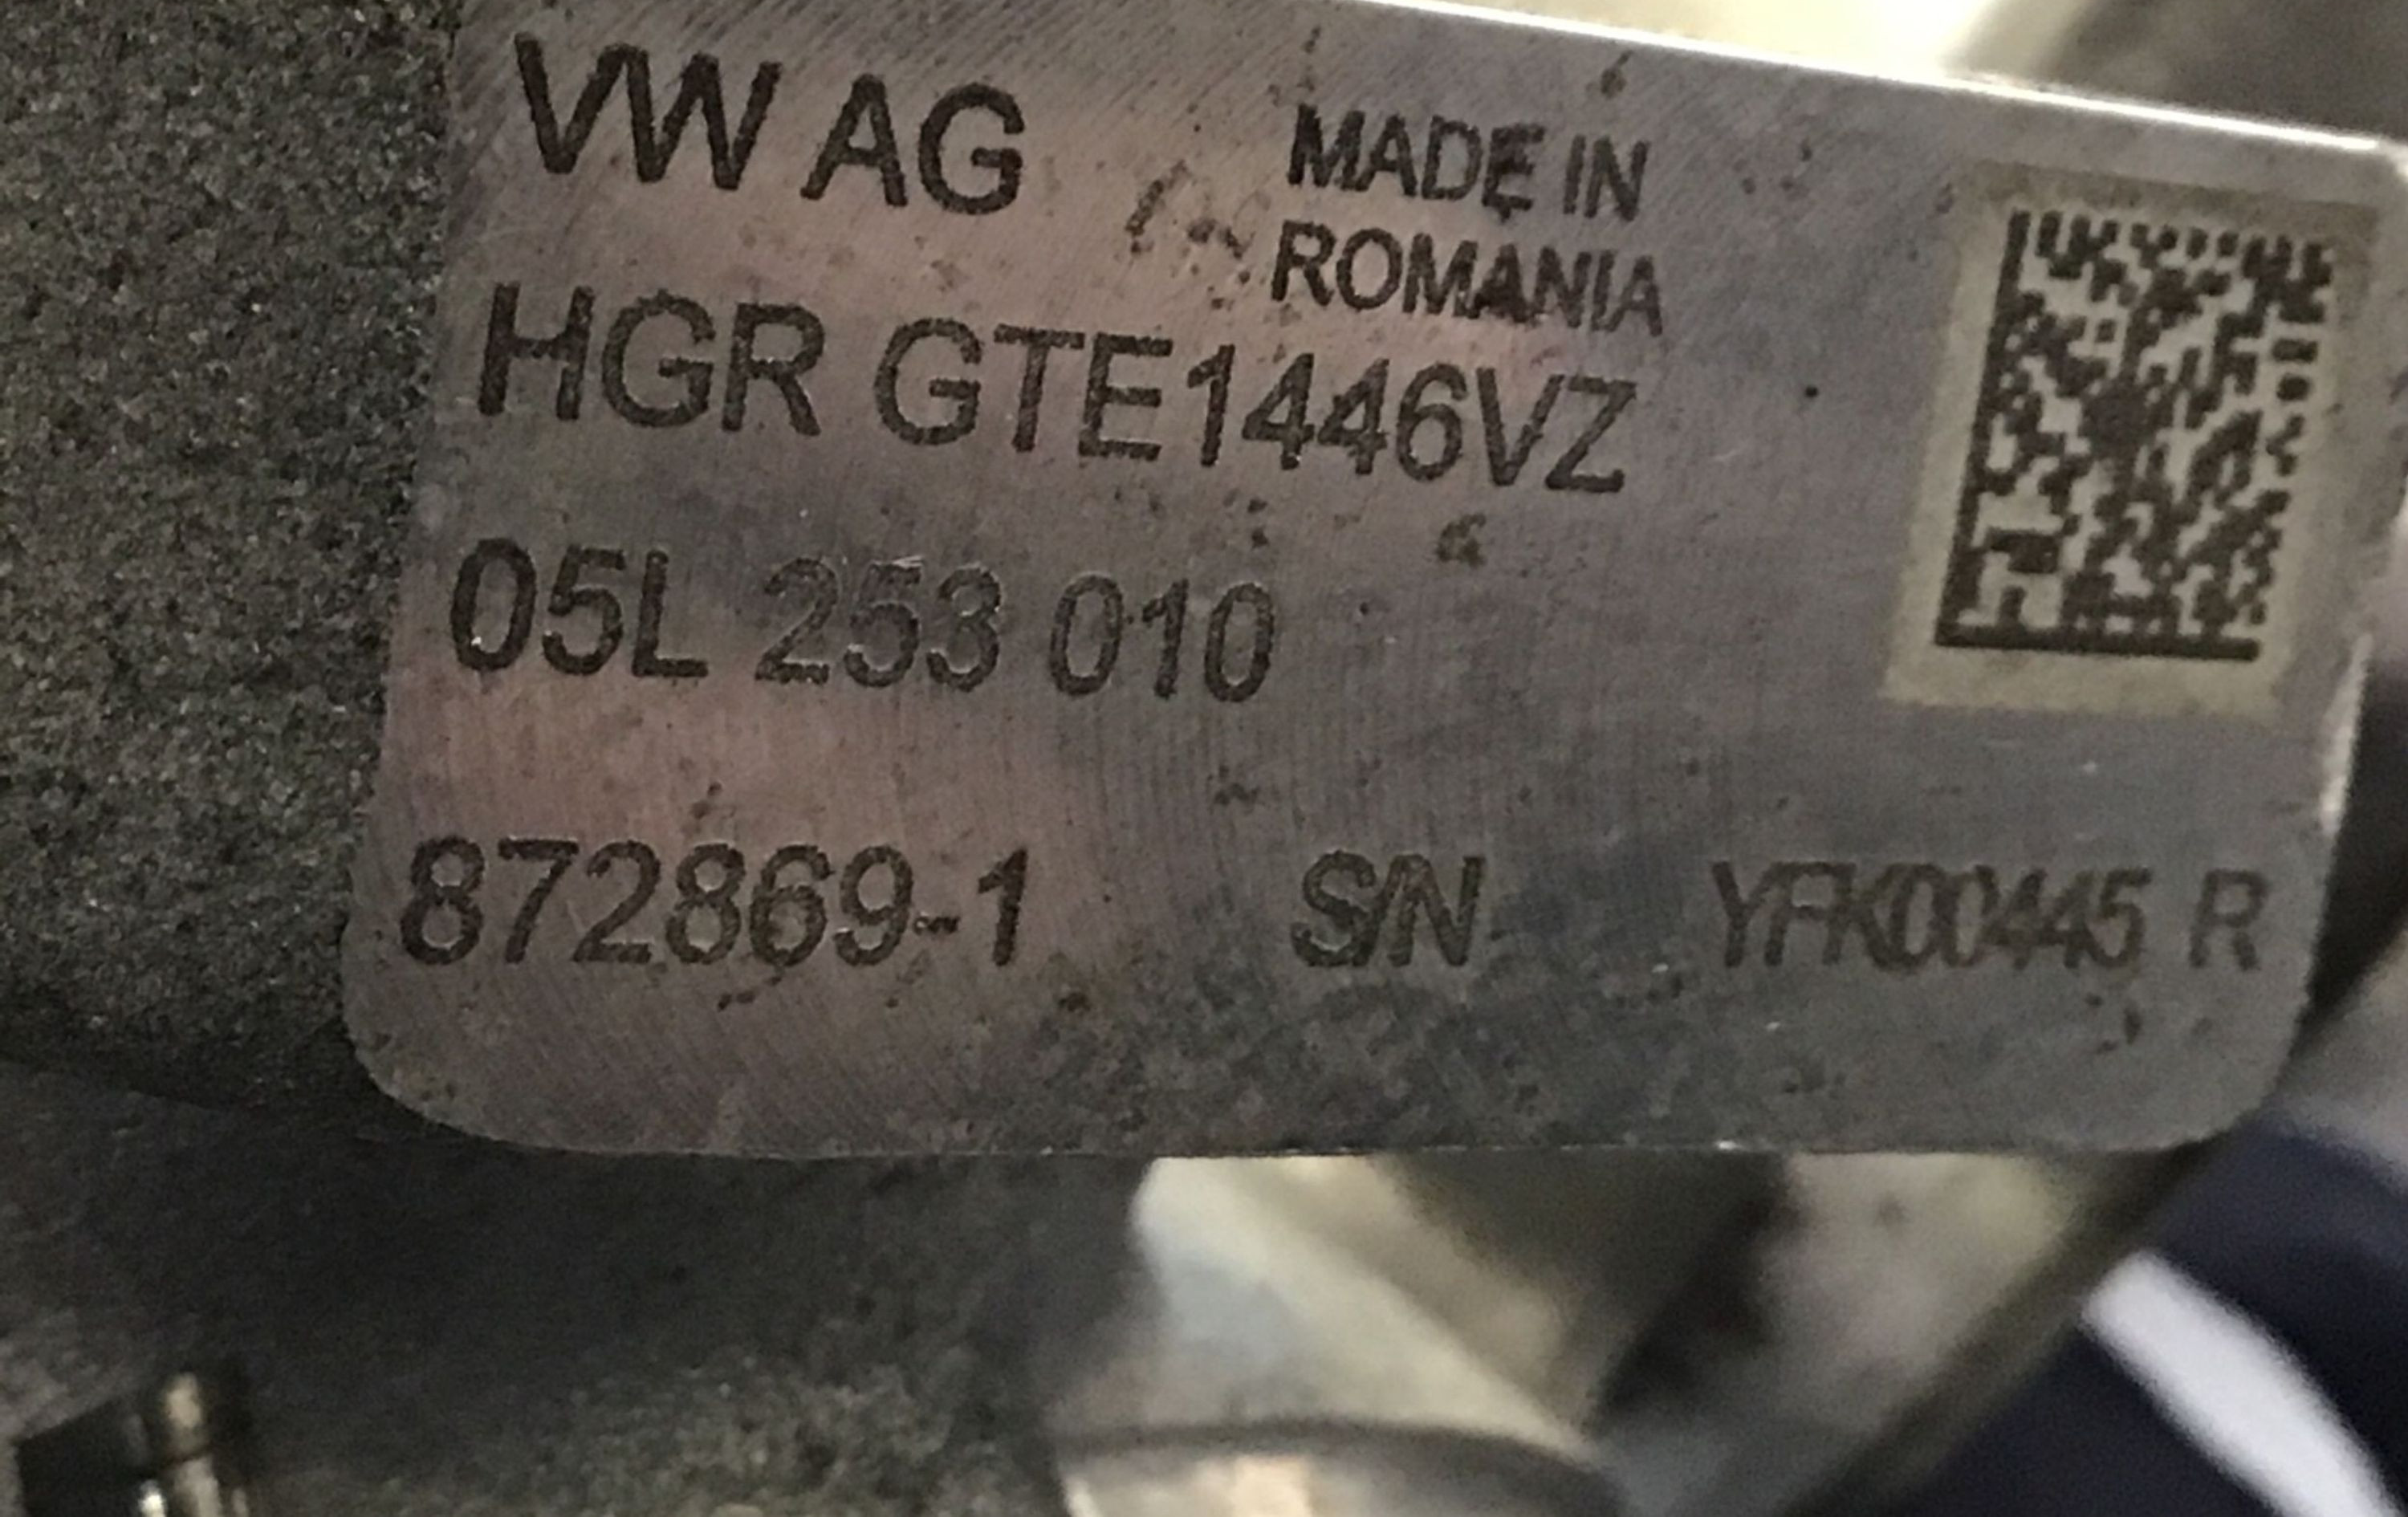 VW AG
MADE IN
ROMANIA
HGR GTE1446VZ
05L 253 010
872869-1 S/N YFK00445 R